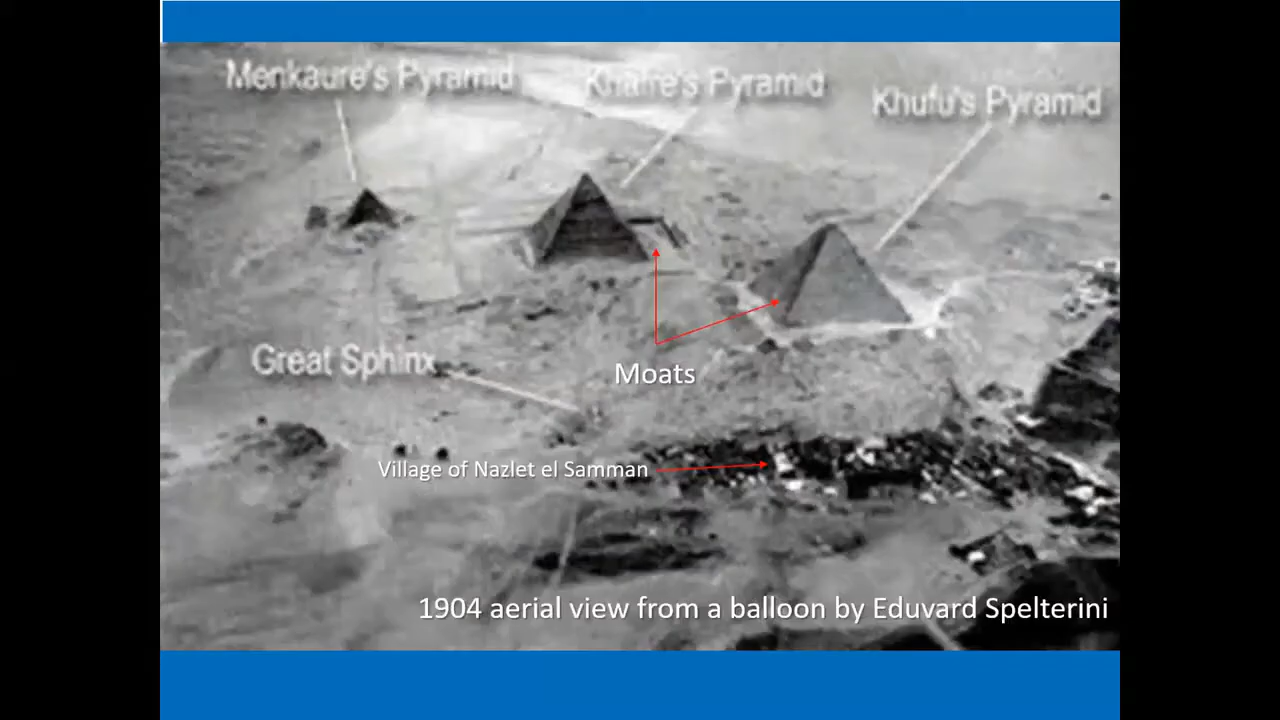 Menkaure's Pyramid
Khafre's Pyramid
Khufu's Pyramid
Great Sphinx
Moats
Village of Nazlet el Samman
1904 aerial view from a balloon by Eduvard Spelterini